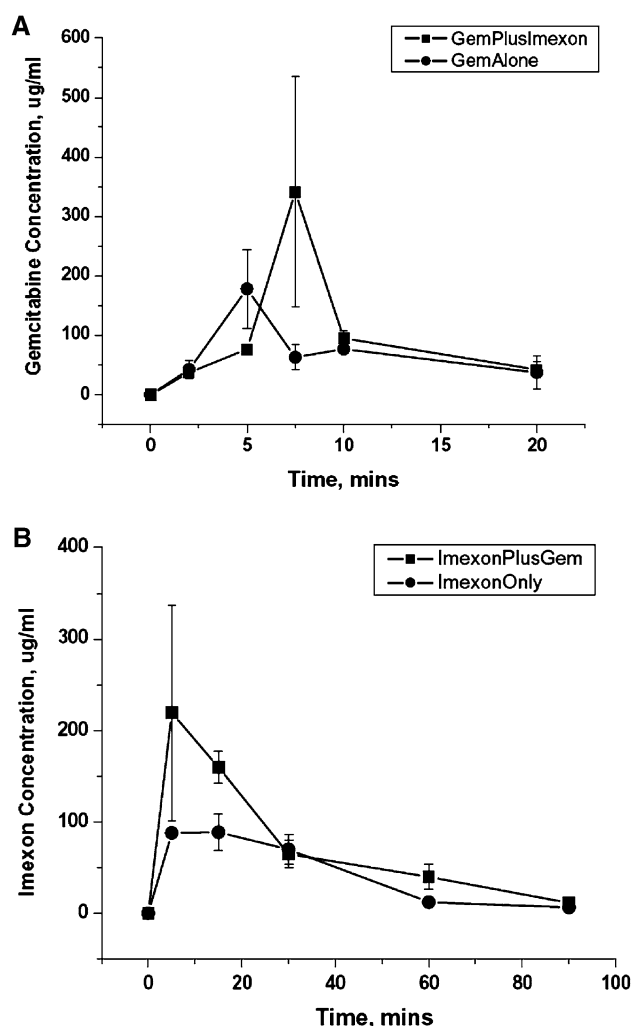 A
GemPlusImexon
GemAlone
Gemcitabine Concentration, ug/ml
600
500
400
300
200
100
0
0 5 10 15 20
Time, mins
B
ImexonPlusGem
ImexonOnly
Imexon Concentration, ug/ml
400
300
200
100
0
0 20 40 60 80 100
Time, mins